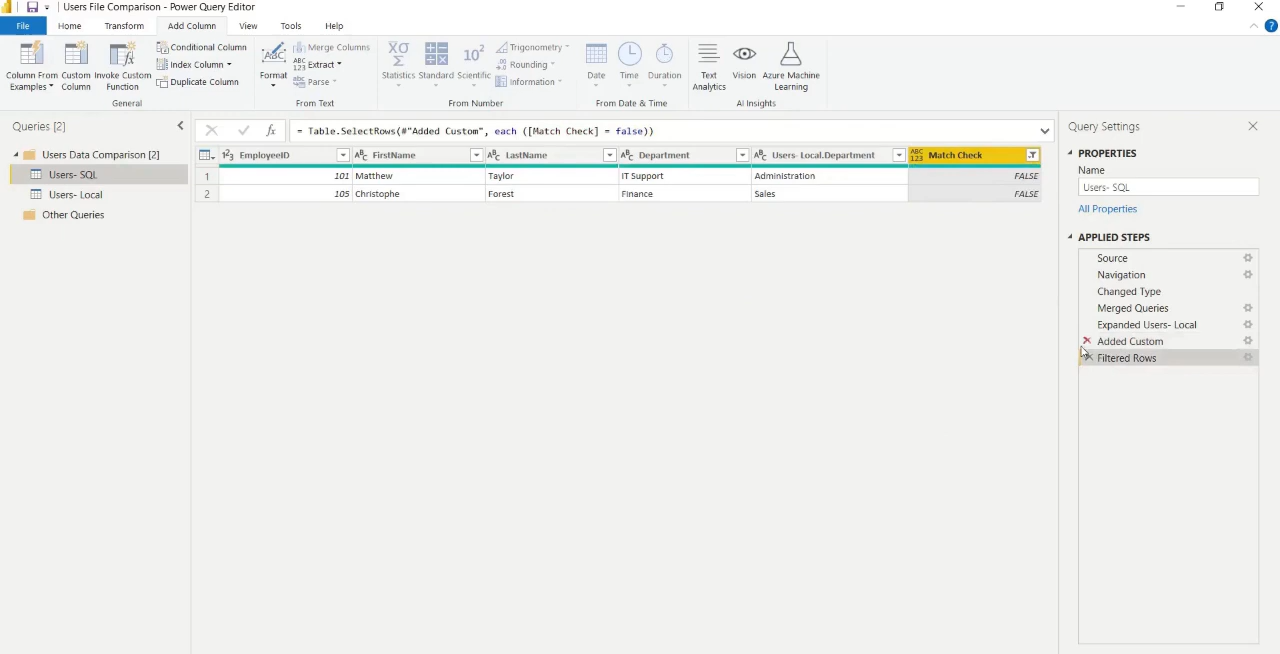 Users File Comparison - Power Query Editor
File Home Transform Add Column View Tools Help
Column From Examples
Custom Column
Invoke Custom Function
Conditional Column
Index Column
Duplicate Column
General
Format
Merge Columns
Extract
Parse
From Text
Statistics
Standard
Scientific
Trigonometry
Rounding
Information
From Number
Date
Time
Duration
From Date & Time
Text Analytics
Vision
Azure Machine Learning
AI Insights
Queries [2]
Users Data Comparison [2]
Users- SQL
Users- Local
Other Queries
fx = Table.SelectRows(#"Added Custom", each ([Match Check] = false))
EmployeeID FirstName LastName Department Users- Local.Department Match Check
1 101 Matthew Taylor IT Support Administration FALSE
2 105 Christophe Forest Finance Sales FALSE
Query Settings
PROPERTIES
Name
Users- SQL
All Properties
APPLIED STEPS
Source
Navigation
Changed Type
Merged Queries
Expanded Users- Local
Added Custom
Filtered Rows